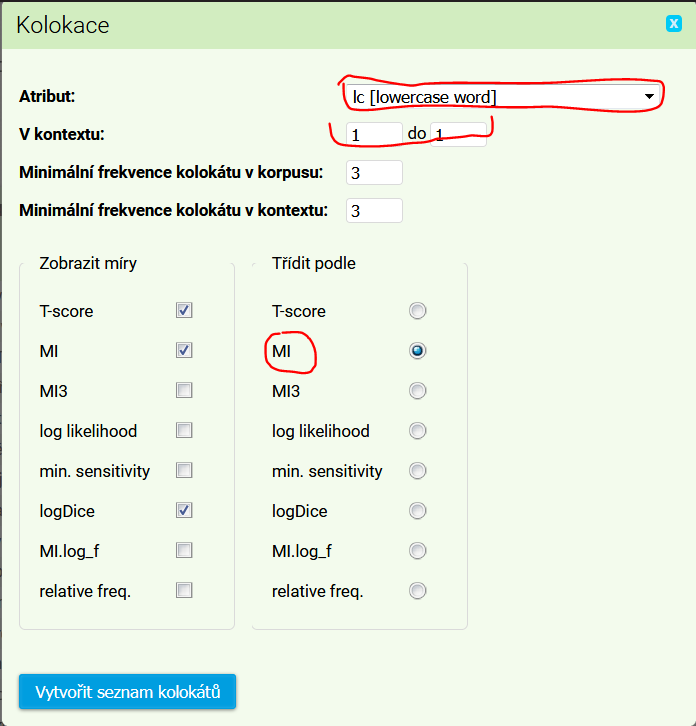 Kolokace X
Atribut: lc [lowercase word]
V kontextu: 1 do 1
Minimální frekvence kolokátu v korpusu: 3
Minimální frekvence kolokátu v kontextu: 3
Zobrazit míry
T-score
MI
MI3
log likelihood
min. sensitivity
logDice
MI.log_f
relative freq.
Třídit podle
T-score
MI
MI3
log likelihood
min. sensitivity
logDice
MI.log_f
relative freq.
Vytvořit seznam kolokátů